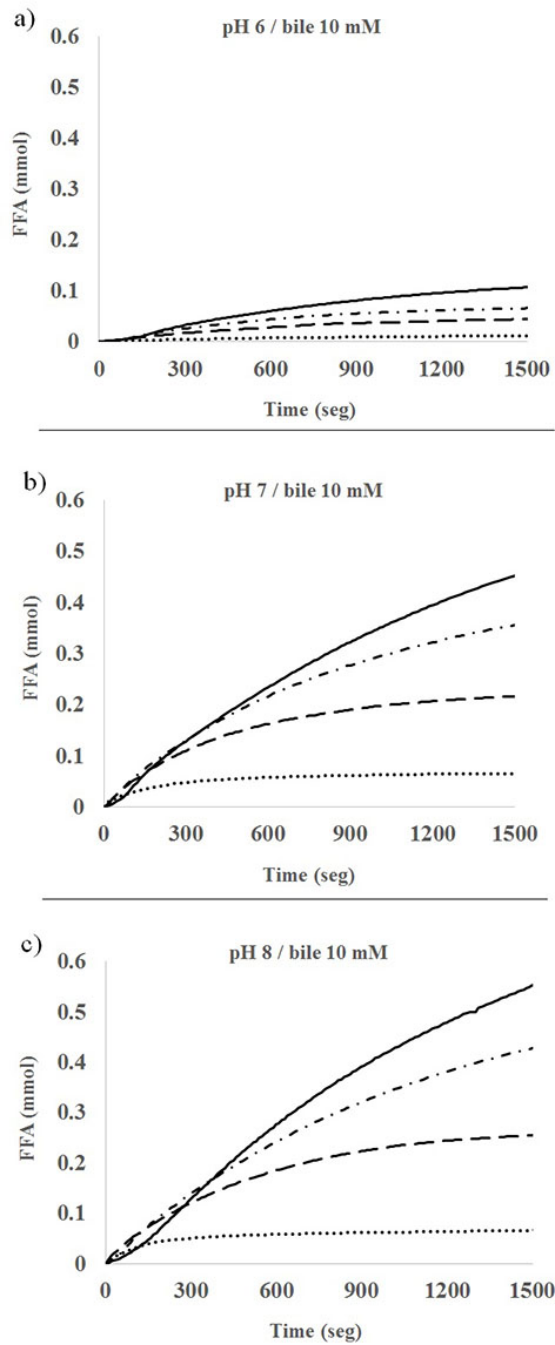 a)
pH 6 / bile 10 mM
0.6
0.5
0.4
0.3
0.2
0.1
0
FFA (mmol)
0 300 600 900 1200 1500
Time (seg)
b)
pH 7 / bile 10 mM
0.6
0.5
0.4
0.3
0.2
0.1
0
FFA (mmol)
0 300 600 900 1200 1500
Time (seg)
c)
pH 8 / bile 10 mM
0.6
0.5
0.4
0.3
0.2
0.1
0
FFA (mmol)
0 300 600 900 1200 1500
Time (seg)